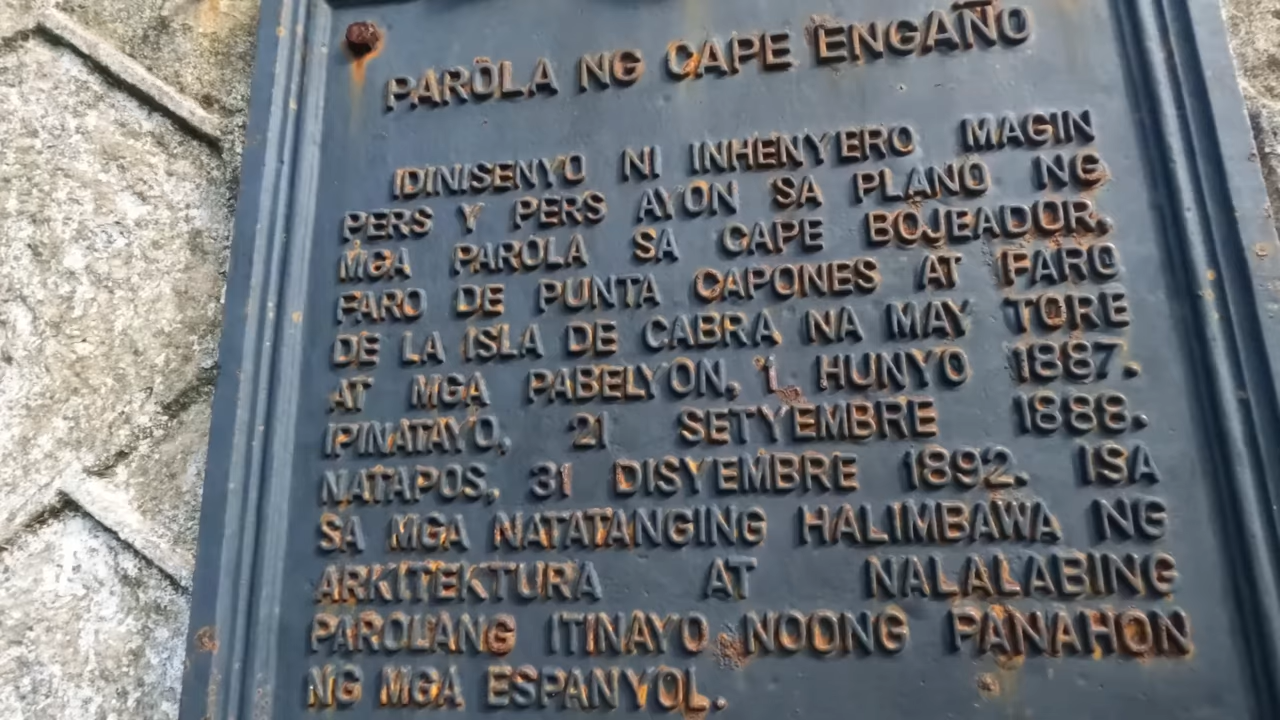 PAROLA NG CAPE ENGAÑO
IDINISENYO NI INHENYERO MAGIN
PERS Y PERS AYON SA PLANO NG
MGA PAROLA SA CAPE BOJEADOR,
FARO DE PUNTA CAPONES AT FARO
DE LA ISLA DE CABRA NA MAY TORE
AT MGA PABELYON, 1 HUNYO 1887.
IPINATAYO, 21 SETYEMBRE 1888.
NATAPOS, 31 DISYEMBRE 1892. ISA
SA MGA NATATANGING HALIMBAWA NG
ARKITEKTURA AT NALALABING
PAROLANG ITINAYO NOONG PANAHON
NG MGA ESPANYOL.